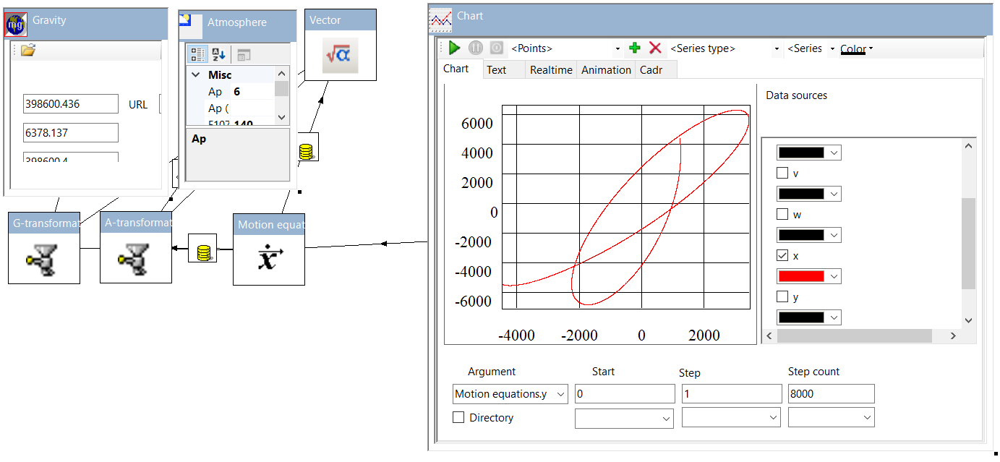 Gravity
398600.436
URL
6378.137
398600.4
Atmosphere
Misc
Ap 6
Ap (
F107 140
Ap
Vector
G-transformat
A-transformat
Motion equat
Chart
<Points>
<Series type>
<Series
Color
Chart Text Realtime Animation Cadr
6000
4000
2000
0
-2000
-4000
-6000
-4000 -2000 0 2000
Data sources
v
w
x
y
Argument Start Step Step count
Motion equations.y 0 1 8000
Directory